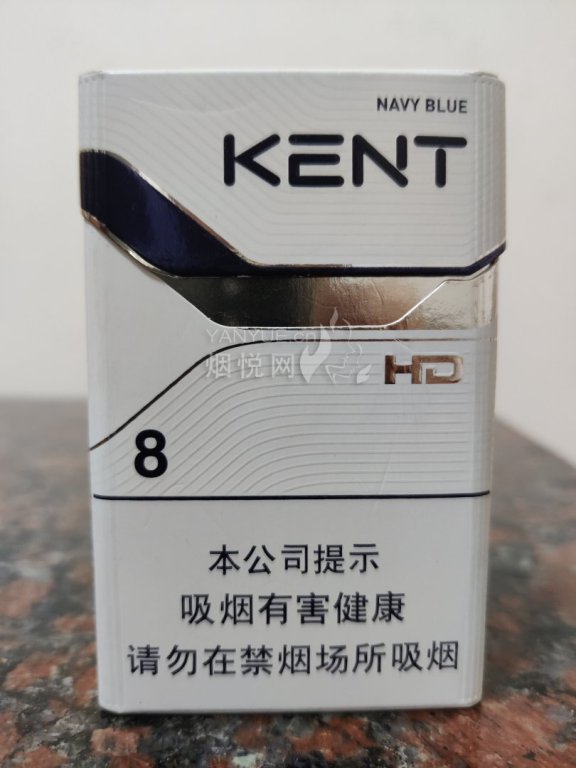 NAVY BLUE
KENT
YANYUE.cn
烟悦网
HD
8
本公司提示
吸烟有害健康
请勿在禁烟场所吸烟